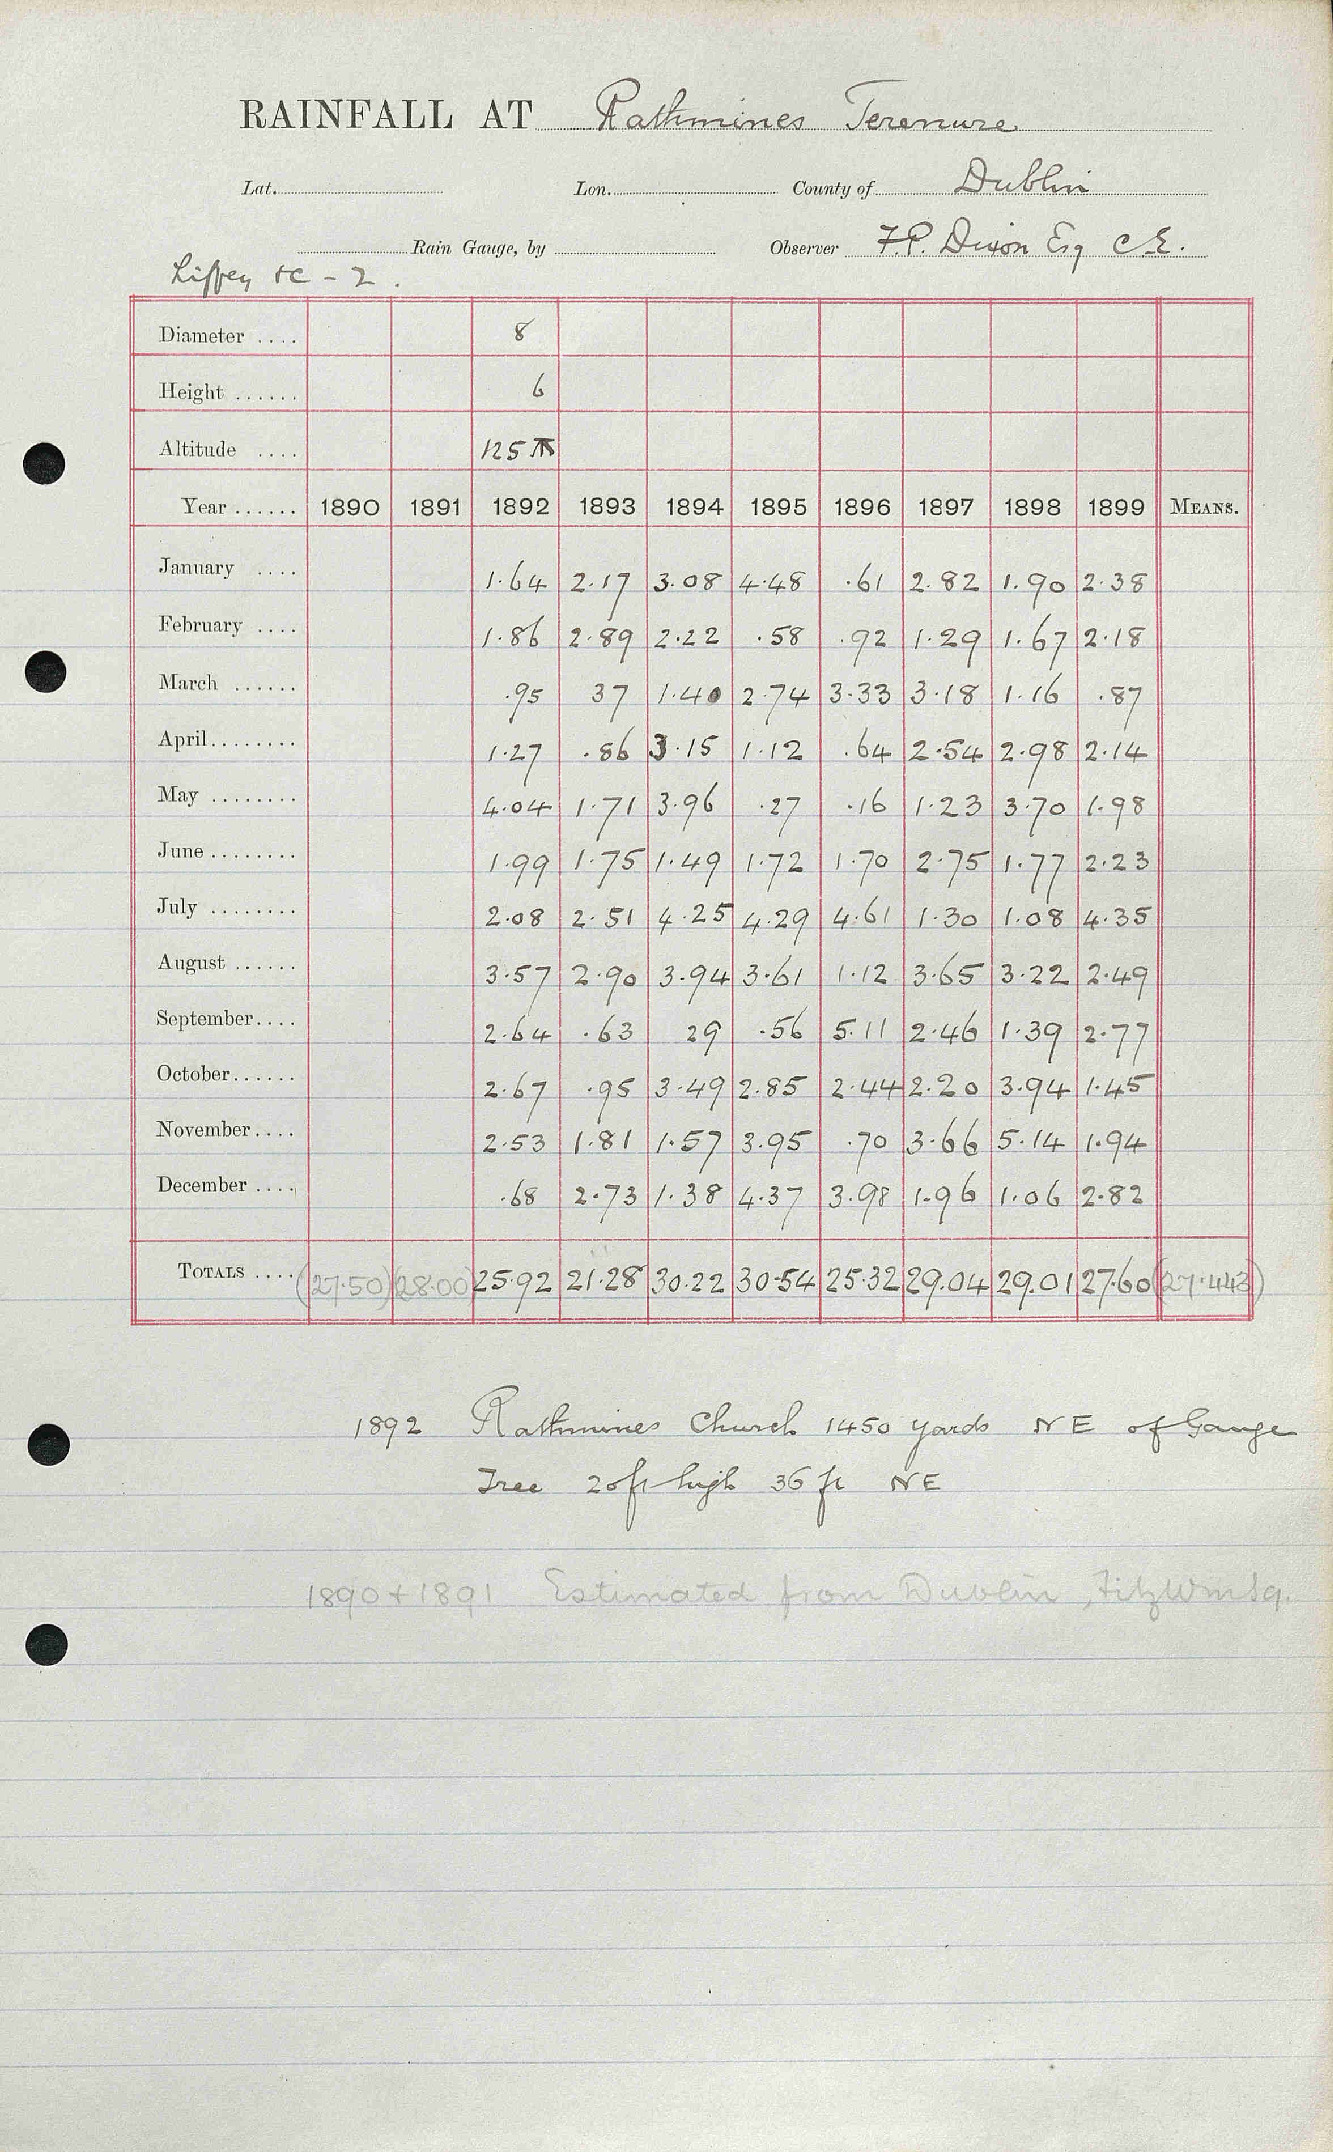 RAINFALL AT Rathmines Terenure
Lat. Lon. County of Dublin
Rain Gauge, by Observer F.P. Dixon Esq C.E.
Liffey &c - 2.
Diameter .... 8
Height ...... 6
Altitude .... 125
Year ...... 1890 1891 1892 1893 1894 1895 1896 1897 1898 1899 MEANS.
January .... 1.64 2.17 3.08 4.48 .61 2.82 1.90 2.38
February .... 1.86 2.89 2.22 .58 .92 1.29 1.67 2.18
March ...... .95 37 1.40 2.74 3.33 3.18 1.16 .87
April........ 1.27 .86 3.15 1.12 .64 2.54 2.98 2.14
May ........ 4.04 1.71 3.96 .27 .16 1.23 3.70 1.98
June ........ 1.99 1.75 1.49 1.72 1.70 2.75 1.77 2.23
July ........ 2.08 2.51 4.25 4.29 4.61 1.30 1.08 4.35
August ...... 3.57 2.90 3.94 3.61 1.12 3.65 3.22 2.49
September.... 2.64 .63 29 .56 5.11 2.46 1.39 2.77
October...... 2.67 .95 3.49 2.85 2.44 2.20 3.94 1.45
November.... 2.53 1.81 1.57 3.95 .70 3.66 5.14 1.94
December .... .68 2.73 1.38 4.37 3.98 1.96 1.06 2.82
TOTALS .... (27.50) (28.00) 25.92 21.28 30.22 30.54 25.32 29.04 29.01 27.60 (27.443)
1892 Rathmines Church 1450 yards NE of Gauge
Tree 20ft high 36 ft NE
1890 + 1891 Estimated from Dublin, FitzWmSq.